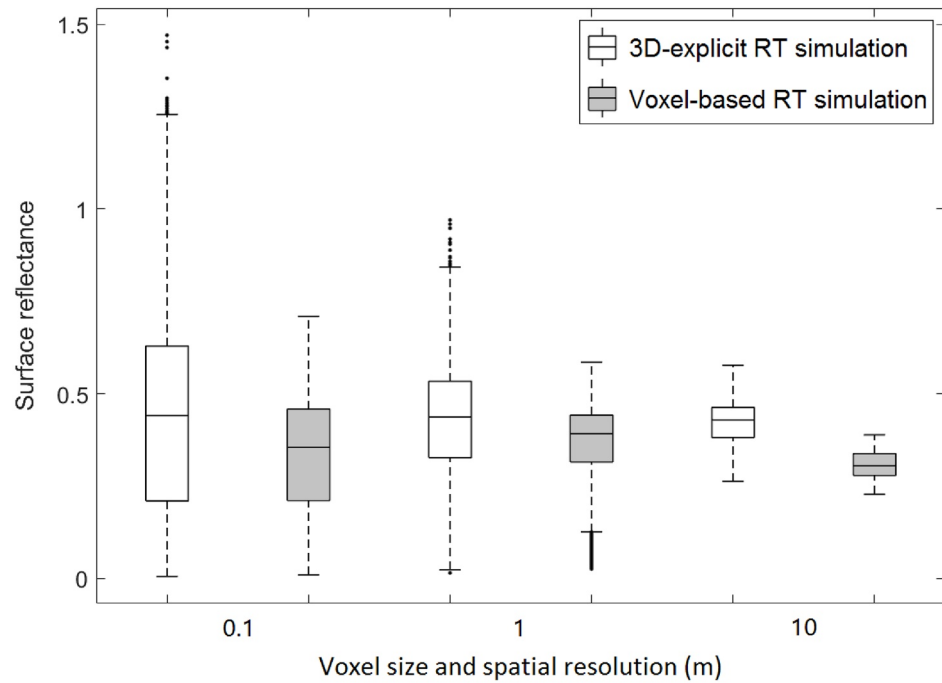 1.5
3D-explicit RT simulation
Voxel-based RT simulation
1
Surface reflectance
0.5
0
0.1
1
10
Voxel size and spatial resolution (m)